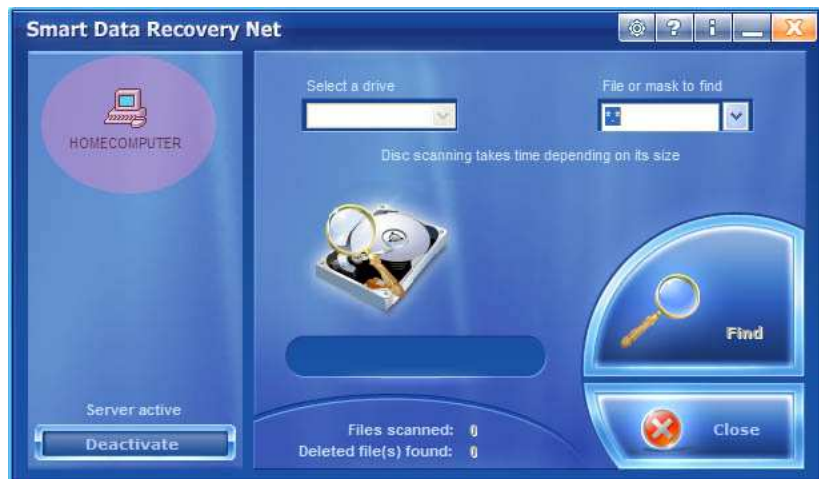 Smart Data Recovery Net
HOMECOMPUTER
Select a drive
File or mask to find
*.*
Disc scanning takes time depending on its size
Find
Server active
Deactivate
Files scanned: 0
Deleted file(s) found: 0
Close